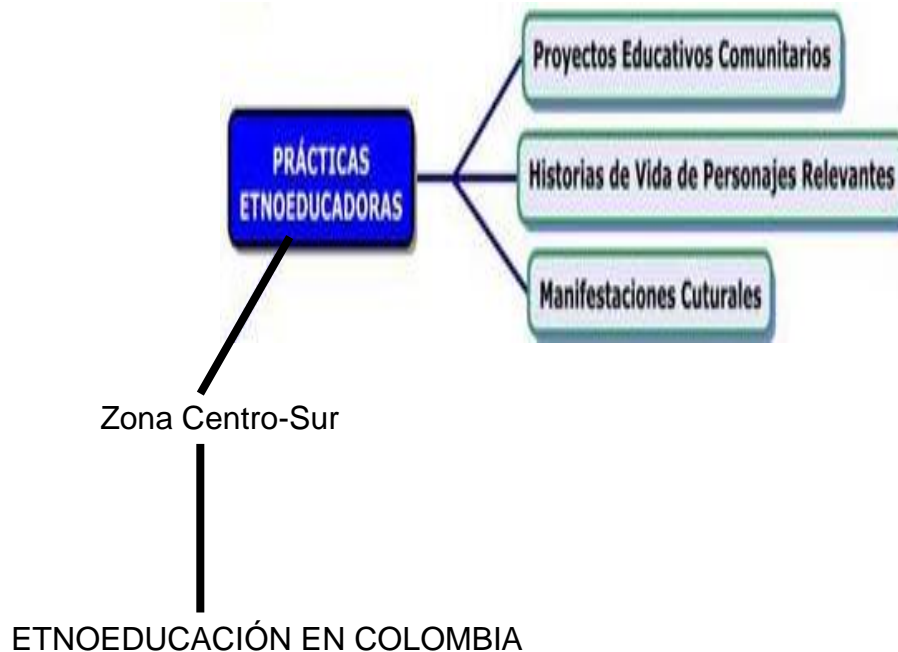 Proyectos Educativos Comunitarios
PRÁCTICAS
ETNOEDUCADORAS
Historias de Vida de Personajes Relevantes
Manifestaciones Cuturales
Zona Centro-Sur
ETNOEDUCACIÓN EN COLOMBIA